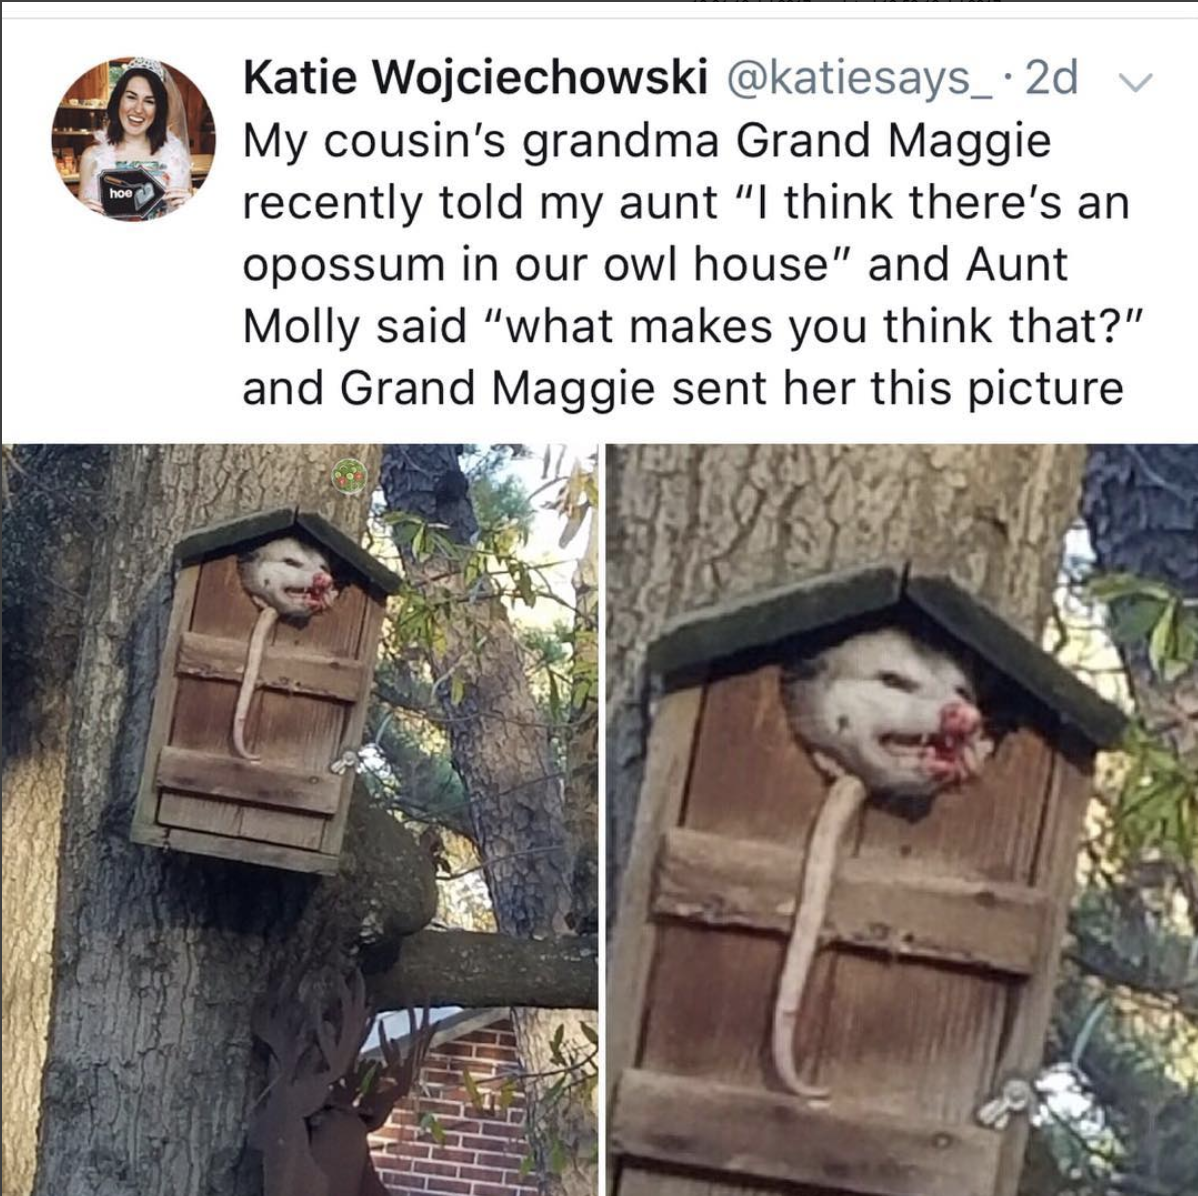 Katie Wojciechowski @katiesays_ · 2d
My cousin’s grandma Grand Maggie
recently told my aunt “I think there’s an
opossum in our owl house” and Aunt
Molly said “what makes you think that?”
and Grand Maggie sent her this picture
hoe